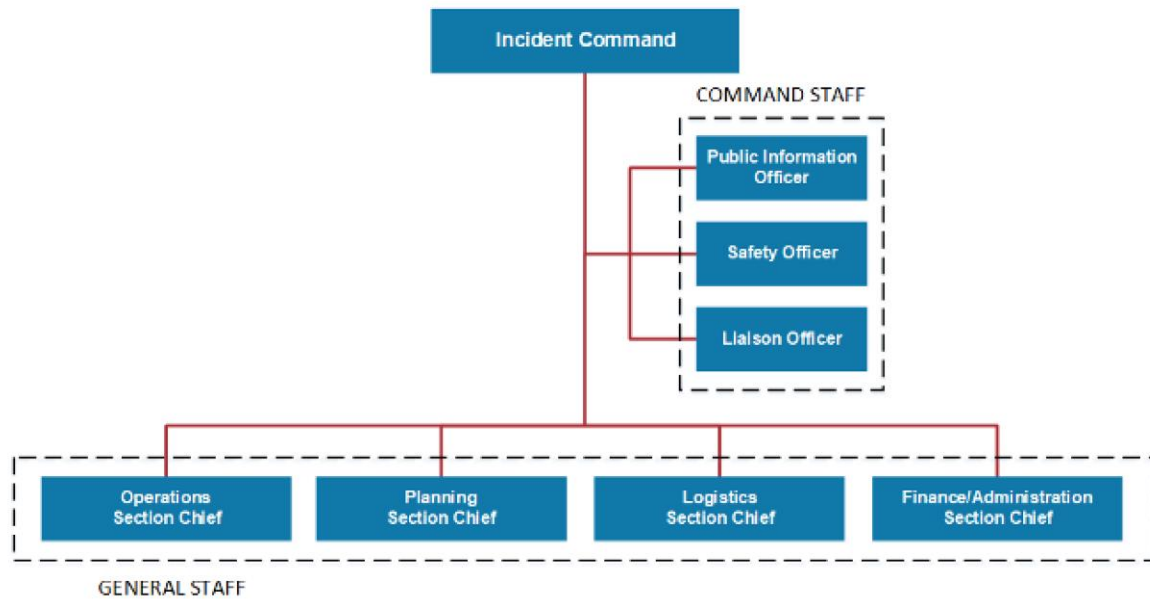 Incident Command
COMMAND STAFF
Public Information
Officer
Safety Officer
Liaison Officer
Operations
Section Chief
Planning
Section Chief
Logistics
Section Chief
Finance/Administration
Section Chief
GENERAL STAFF